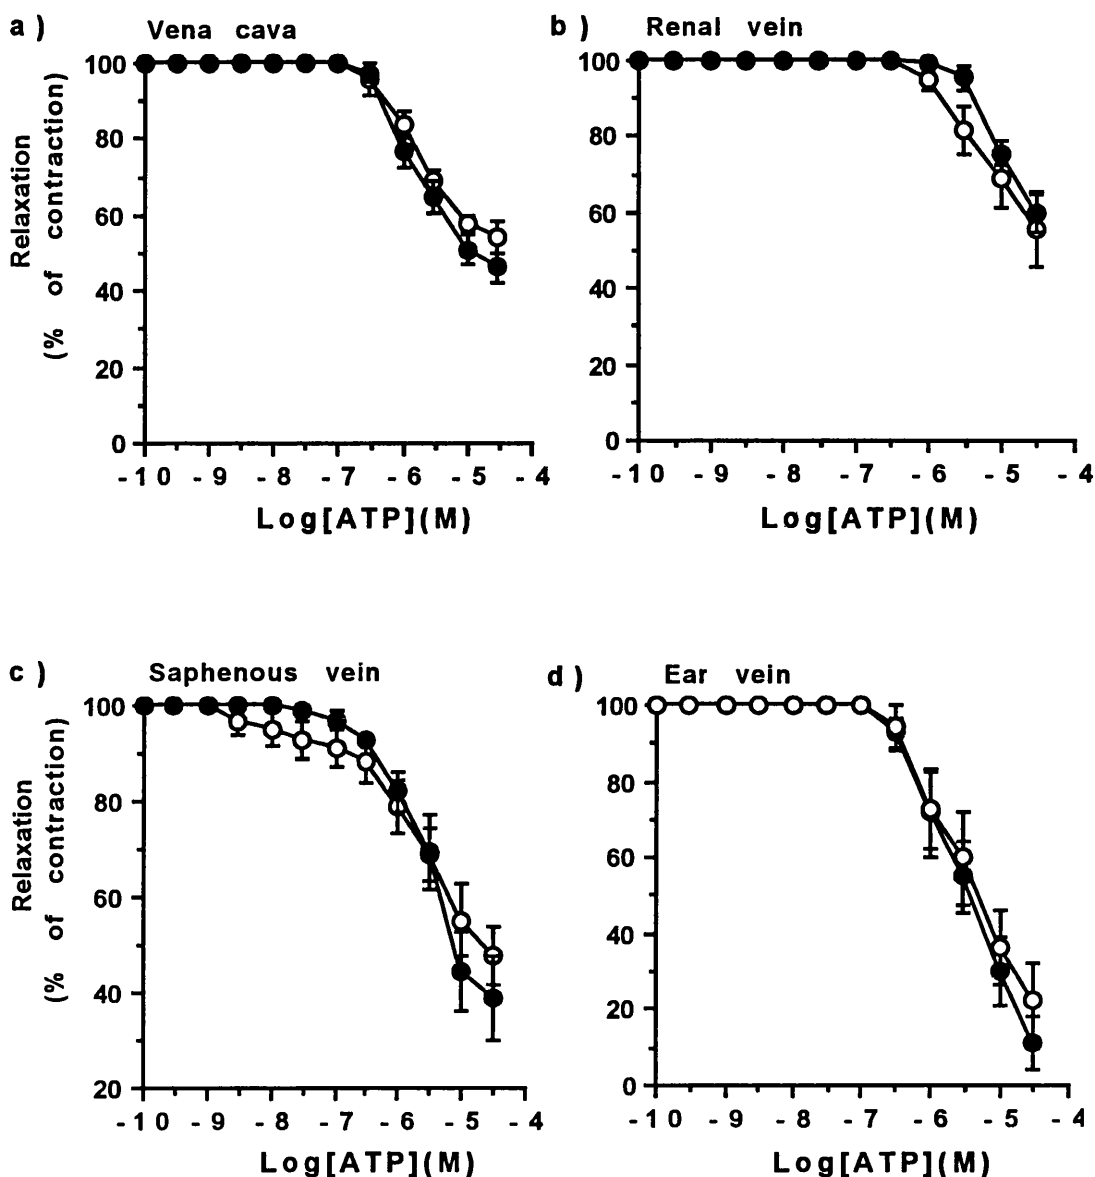 a) Vena cava
Relaxation
(% of contraction)
100
80
60
40
20
0
-10 -9 -8 -7 -6 -5 -4
Log[ATP](M)
b) Renal vein
100
80
60
40
20
0
-10 -9 -8 -7 -6 -5 -4
Log[ATP](M)
c) Saphenous vein
Relaxation
(% of contraction)
100
80
60
40
20
-10 -9 -8 -7 -6 -5 -4
Log[ATP](M)
d) Ear vein
100
80
60
40
20
0
-10 -9 -8 -7 -6 -5 -4
Log[ATP](M)